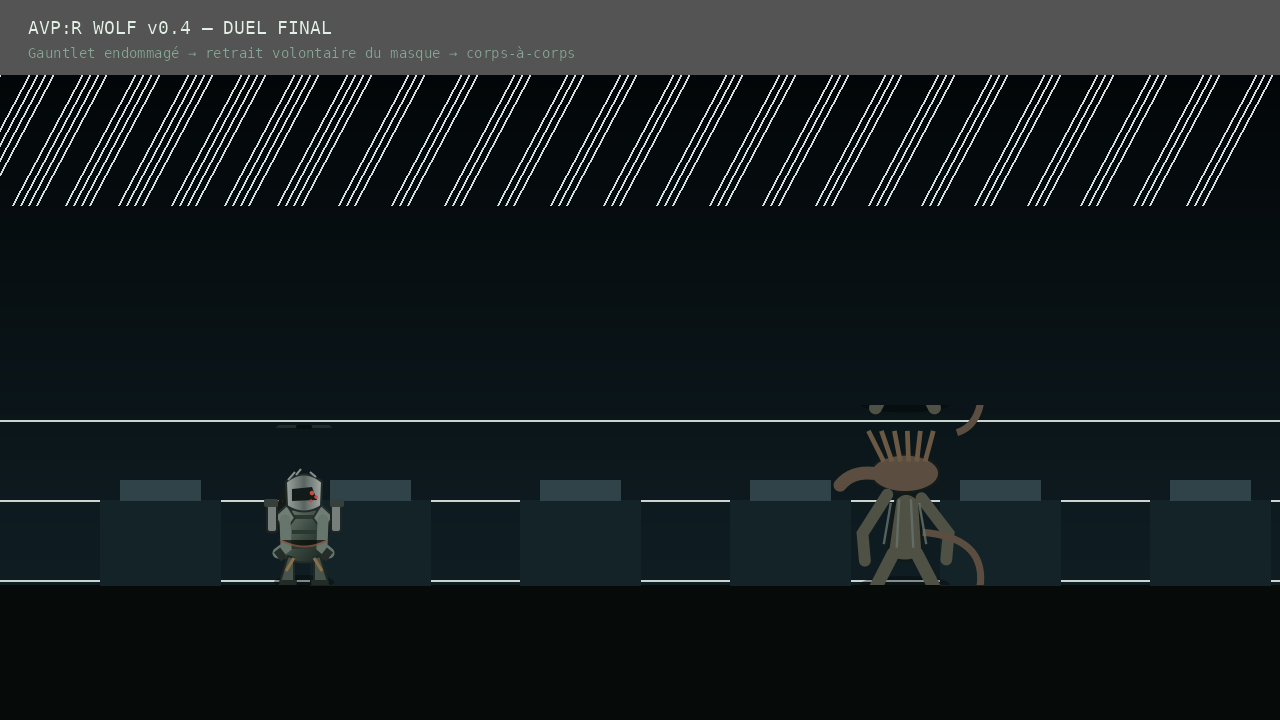 AVP:R WOLF v0.4 — DUEL FINAL
Gauntlet endommagé → retrait volontaire du masque → corps-à-corps